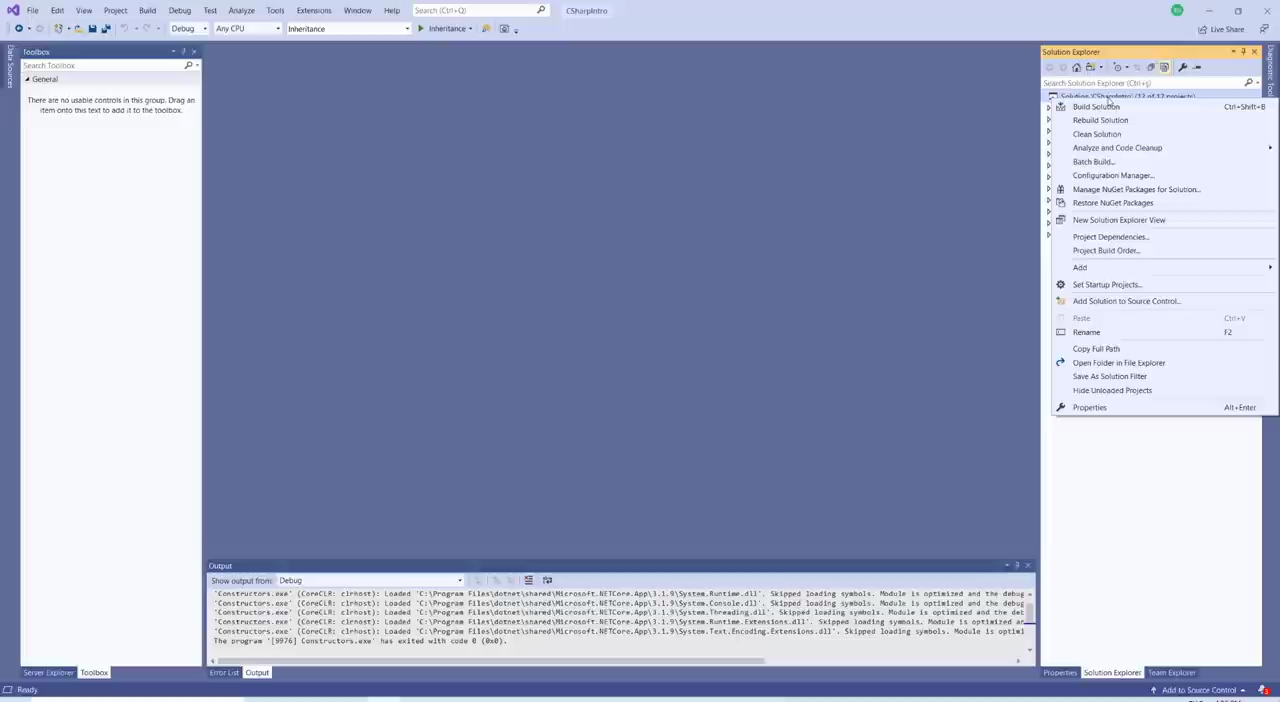 File Edit View Project Build Debug Test Analyze Tools Extensions Window Help Search (Ctrl+Q) CSharpIntro
Debug Any CPU Inheritance Inheritance Live Share
Data Sources
Toolbox
Search Toolbox
General
There are no usable controls in this group. Drag an
item onto this text to add it to the toolbox.
Solution Explorer
Search Solution Explorer (Ctrl+ş)
Solution 'CSharpIntro'
Build Solution Ctrl+Shift+B
Rebuild Solution
Clean Solution
Analyze and Code Cleanup
Batch Build...
Configuration Manager...
Manage NuGet Packages for Solution...
Restore NuGet Packages
New Solution Explorer View
Project Dependencies...
Project Build Order...
Add
Set Startup Projects...
Add Solution to Source Control...
Paste Ctrl+V
Rename F2
Copy Full Path
Open Folder in File Explorer
Save As Solution Filter
Hide Unloaded Projects
Properties Alt+Enter
Output
Show output from: Debug
'Constructors.exe' (CoreCLR: clrhost): Loaded 'C:\Program Files\dotnet\shared\Microsoft.NETCore.App\3.1.9\System.Runtime.dll'. Skipped loading symbols. Module is optimized and the debug
'Constructors.exe' (CoreCLR: clrhost): Loaded 'C:\Program Files\dotnet\shared\Microsoft.NETCore.App\3.1.9\System.Console.dll'. Skipped loading symbols. Module is optimized and the debug
'Constructors.exe' (CoreCLR: clrhost): Loaded 'C:\Program Files\dotnet\shared\Microsoft.NETCore.App\3.1.9\System.Threading.dll'. Skipped loading symbols. Module is optimized and the deb
'Constructors.exe' (CoreCLR: clrhost): Loaded 'C:\Program Files\dotnet\shared\Microsoft.NETCore.App\3.1.9\System.Runtime.Extensions.dll'. Skipped loading symbols. Module is optimized an
'Constructors.exe' (CoreCLR: clrhost): Loaded 'C:\Program Files\dotnet\shared\Microsoft.NETCore.App\3.1.9\System.Text.Encoding.Extensions.dll'. Skipped loading symbols. Module is optimi
The program '[9976] Constructors.exe' has exited with code 0 (0x0).
Server Explorer Toolbox Error List Output Properties Solution Explorer Team Explorer
Ready Add to Source Control